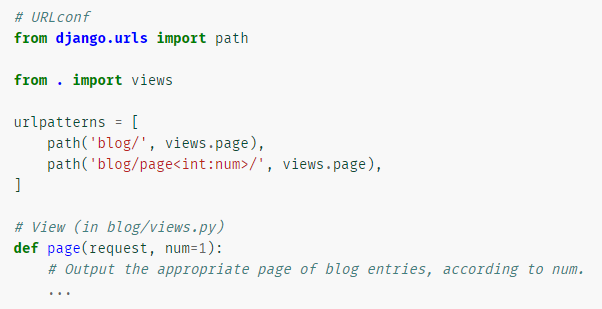 # URLconf
from django.urls import path
from . import views
urlpatterns = [
    path('blog/', views.page),
    path('blog/page<int:num>/', views.page),
]
# View (in blog/views.py)
def page(request, num=1):
    # Output the appropriate page of blog entries, according to num.
    ...